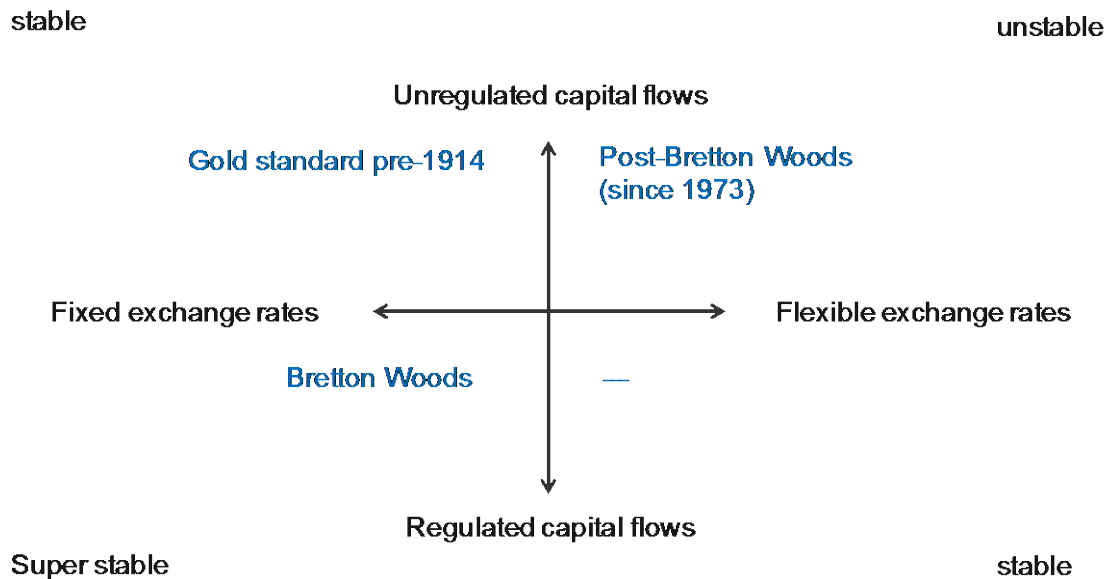 stable
unstable
Unregulated capital flows
Gold standard pre-1914
Post-Bretton Woods
(since 1973)
Fixed exchange rates
Flexible exchange rates
Bretton Woods
—
Regulated capital flows
Super stable
stable